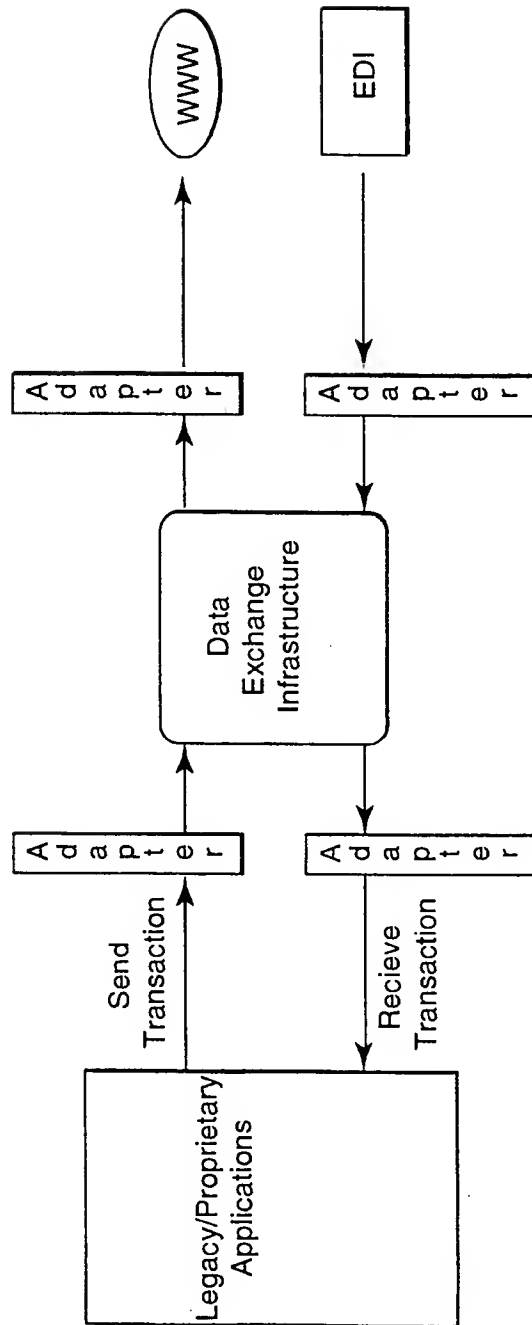 Legacy/Proprietary
Applications
Send
Transaction
Adapter
Data
Exchange
Infrastructure
Adapter
WWW
Recieve
Transaction
Adapter
Adapter
EDI